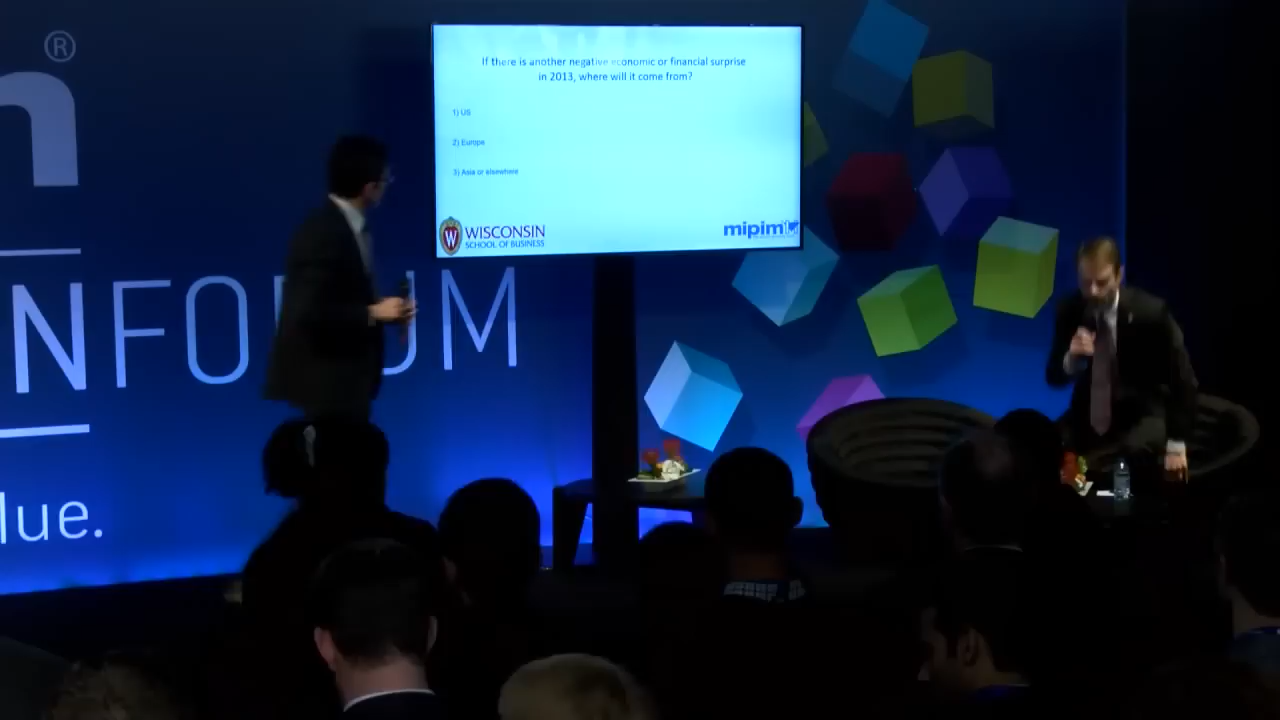 ®
n
NFORUM
lue.
If there is another negative economic or financial surprise
in 2013, where will it come from?
1) US
2) Europe
3) Asia or elsewhere
W WISCONSIN
SCHOOL OF BUSINESS
mipim